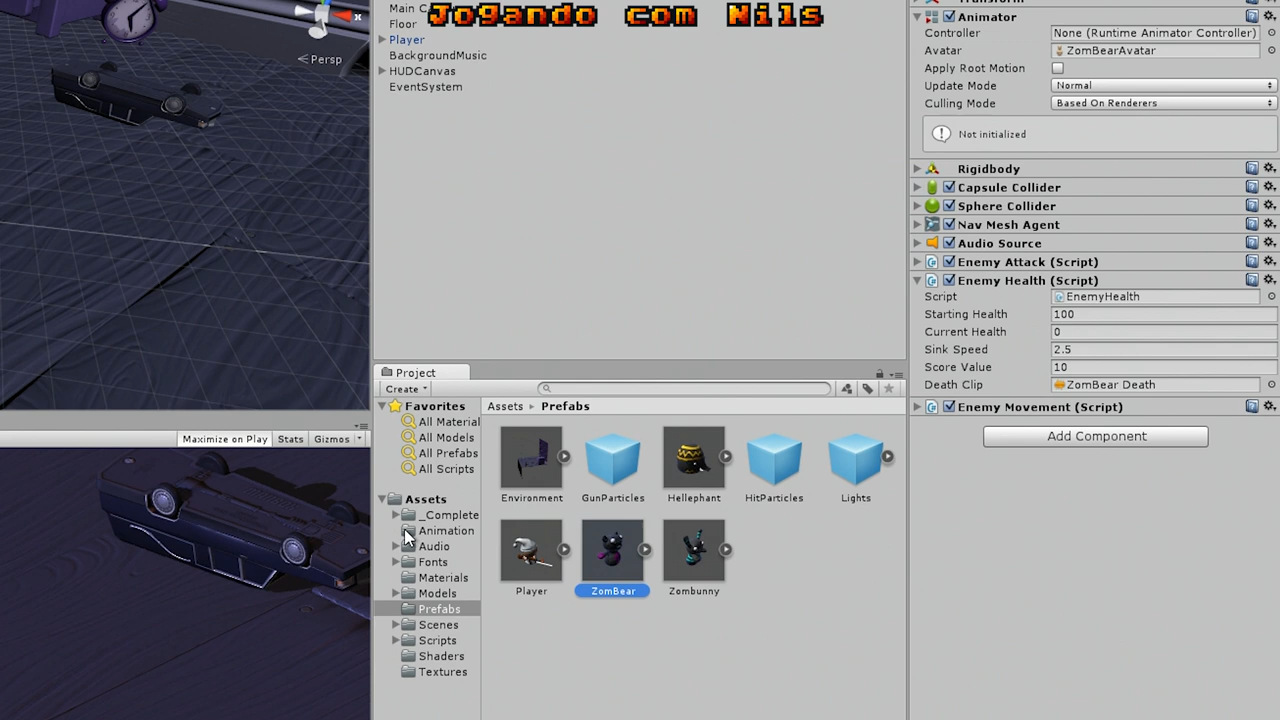 Jogando com Nils
x
Persp
Main C
Floor
Player
BackgroundMusic
HUDCanvas
EventSystem
Animator
Controller
None (Runtime Animator Controller)
Avatar
ZomBearAvatar
Apply Root Motion
Update Mode
Normal
Culling Mode
Based On Renderers
Not initialized
Rigidbody
Capsule Collider
Sphere Collider
Nav Mesh Agent
Audio Source
Enemy Attack (Script)
Enemy Health (Script)
Script
EnemyHealth
Starting Health
100
Current Health
0
Sink Speed
2.5
Score Value
10
Death Clip
ZomBear Death
Enemy Movement (Script)
Add Component
Maximize on Play
Stats
Gizmos
Project
Create
Favorites
All Material
All Models
All Prefabs
All Scripts
Assets
_Complete
Animation
Audio
Fonts
Materials
Models
Prefabs
Scenes
Scripts
Shaders
Textures
Assets
Prefabs
Environment
GunParticles
Hellephant
HitParticles
Lights
Player
ZomBear
Zombunny